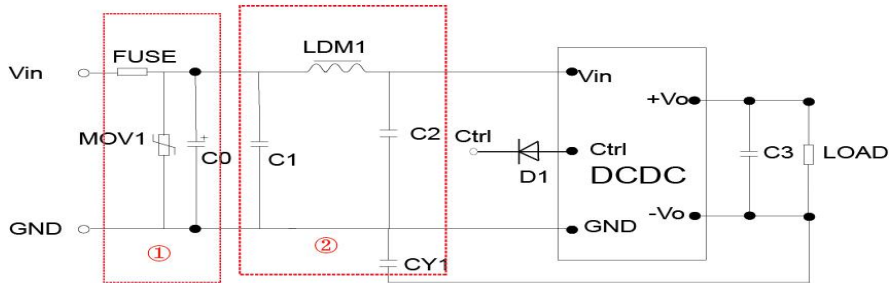 FUSE
LDM1
Vin
Vin
+Vo
MOV1
+
C0
C1
C2
Ctrl
Ctrl
D1
DCDC
C3
LOAD
GND
GND
-Vo
①
②
CY1